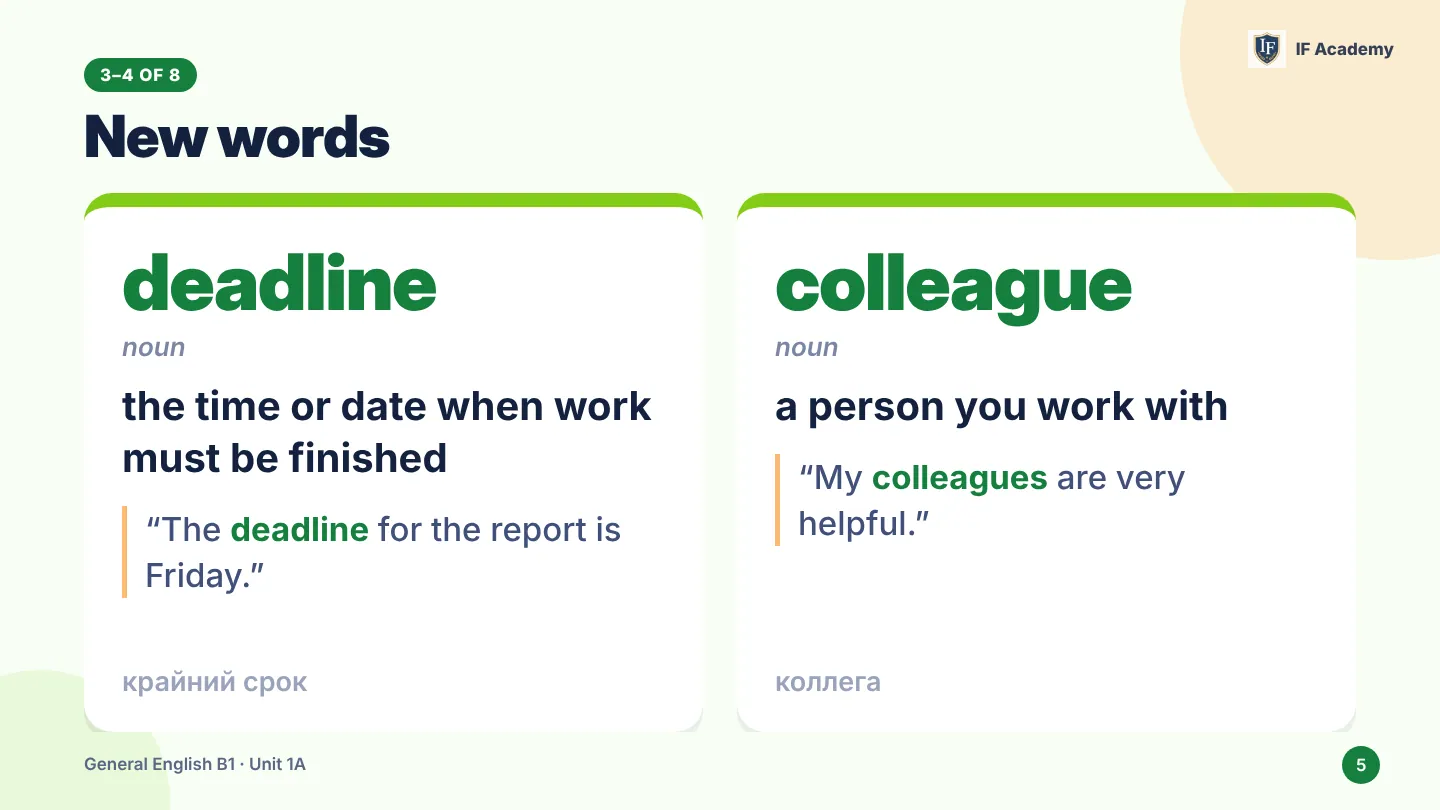 IF
IF Academy
3–4 OF 8
New words
deadline
noun
the time or date when work
must be finished
“The deadline for the report is
Friday.”
крайний срок
colleague
noun
a person you work with
“My colleagues are very
helpful.”
коллега
General English B1 · Unit 1A
5